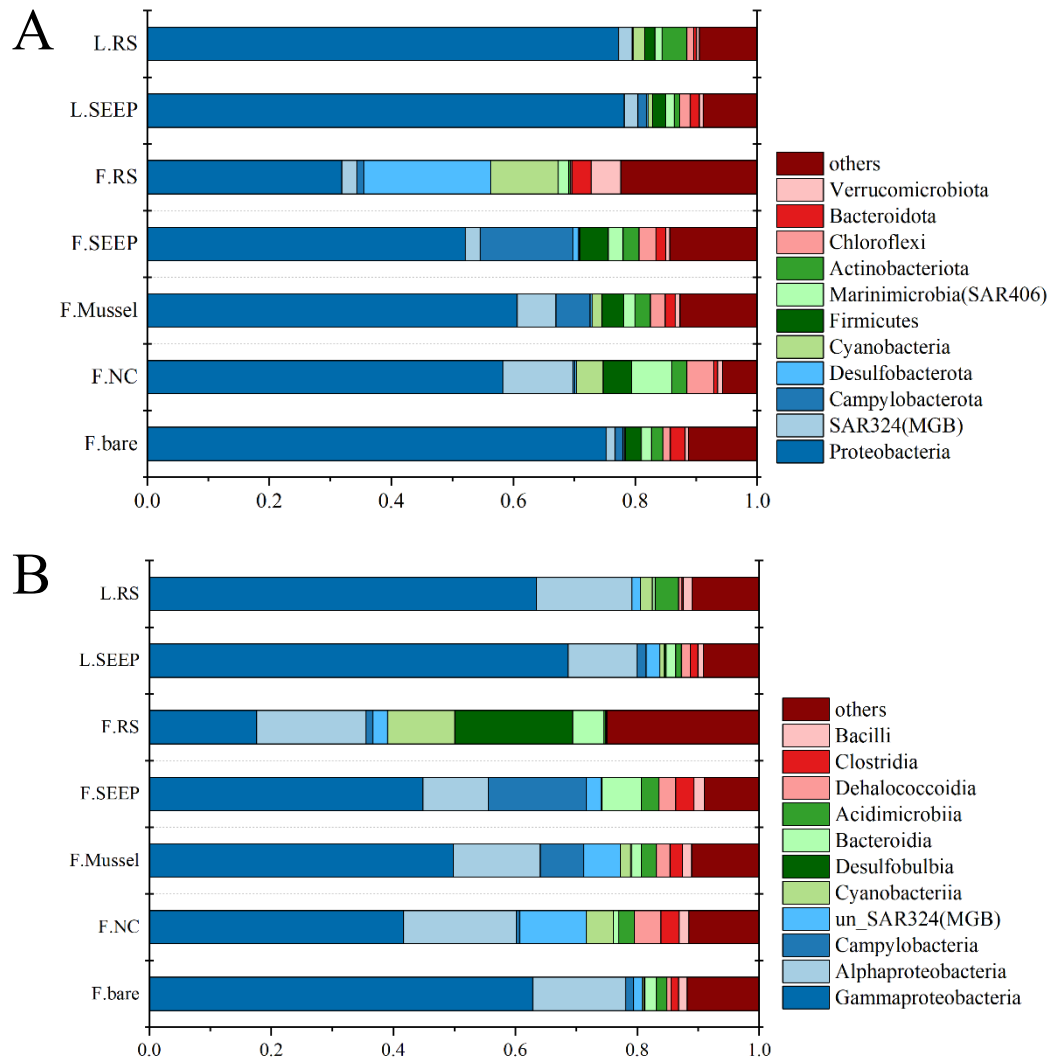 A
L.RS
L.SEEP
F.RS
F.SEEP
F.Mussel
F.NC
F.bare
0.0 0.2 0.4 0.6 0.8 1.0
others
Verrucomicrobiota
Bacteroidota
Chloroflexi
Actinobacteriota
Marinimicrobia(SAR406)
Firmicutes
Cyanobacteria
Desulfobacterota
Campylobacterota
SAR324(MGB)
Proteobacteria
B
L.RS
L.SEEP
F.RS
F.SEEP
F.Mussel
F.NC
F.bare
0.0 0.2 0.4 0.6 0.8 1.0
others
Bacilli
Clostridia
Dehalococcoidia
Acidimicrobiia
Bacteroidia
Desulfobulbia
Cyanobacteriia
un_SAR324(MGB)
Campylobacteria
Alphaproteobacteria
Gammaproteobacteria